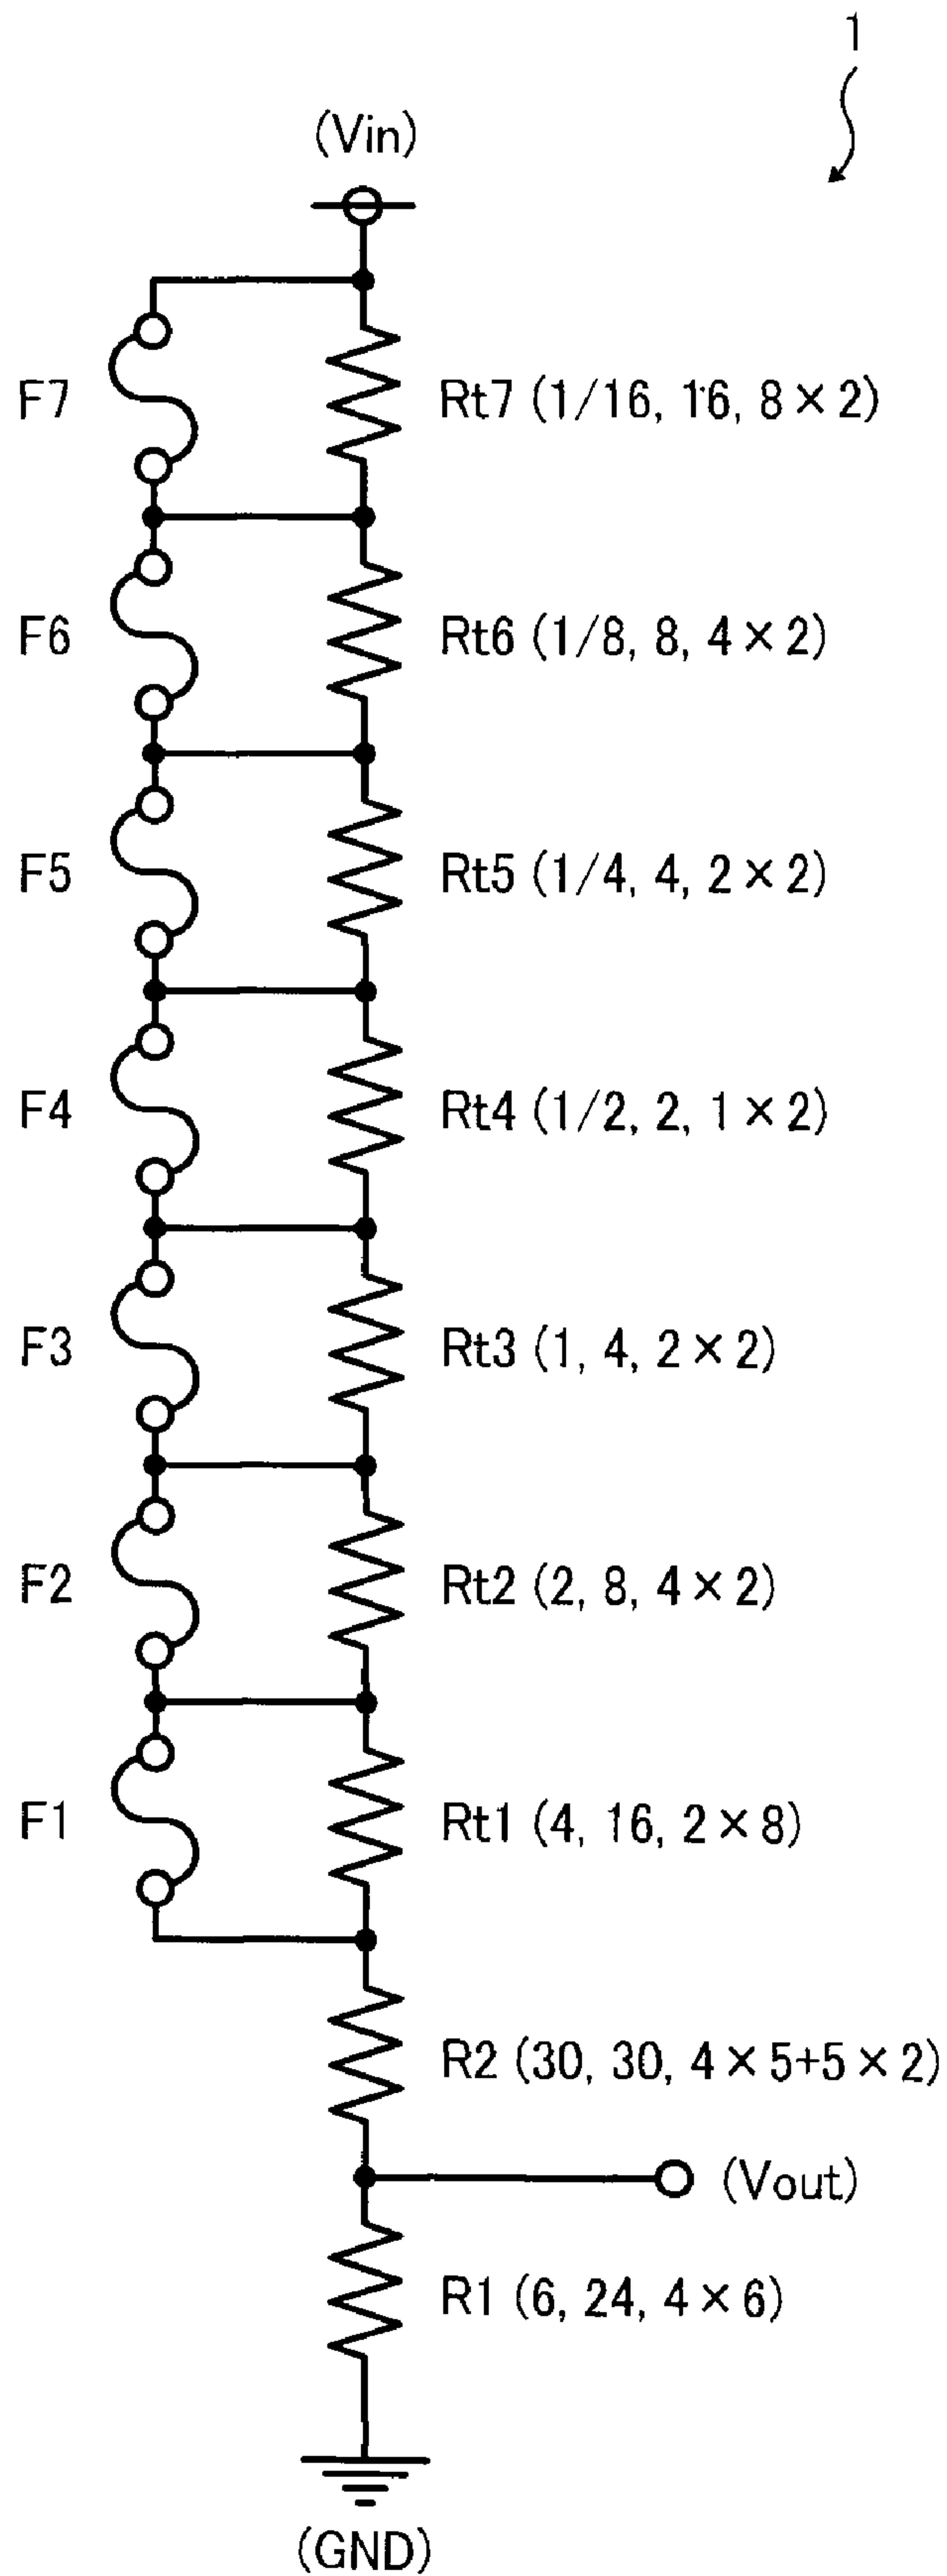 1
(Vin)
F7 Rt7 (1/16, 16, 8 × 2)
F6 Rt6 (1/8, 8, 4 × 2)
F5 Rt5 (1/4, 4, 2 × 2)
F4 Rt4 (1/2, 2, 1 × 2)
F3 Rt3 (1, 4, 2 × 2)
F2 Rt2 (2, 8, 4 × 2)
F1 Rt1 (4, 16, 2 × 8)
R2 (30, 30, 4 × 5+5 × 2)
(Vout)
R1 (6, 24, 4 × 6)
(GND)